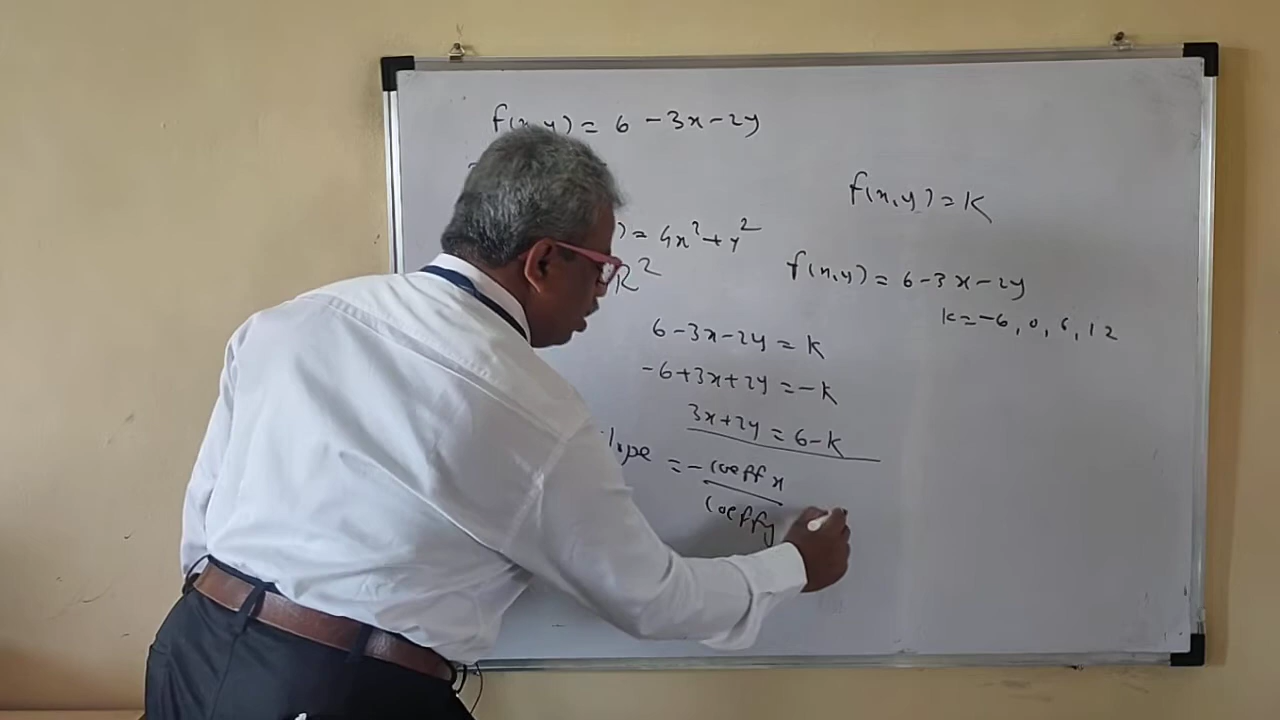 f(x,y) = 6 - 3x - 2y
) = 4x² + y²
R²
f(x,y) = K
f(x,y) = 6 - 3x - 2y
k = -6, 0, 6, 12
6 - 3x - 2y = k
-6 + 3x + 2y = -k
3x + 2y = 6 - k
lope = - coeff x
coeff y